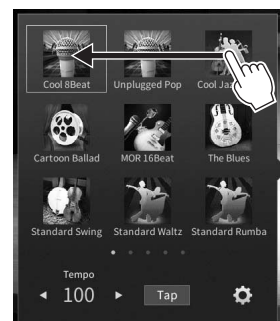 Cool 8Beat Unplugged Pop Cool Ja
Cartoon Ballad MOR 16Beat The Blues
Standard Swing Standard Waltz Standard Rumba
Tempo
100 Tap